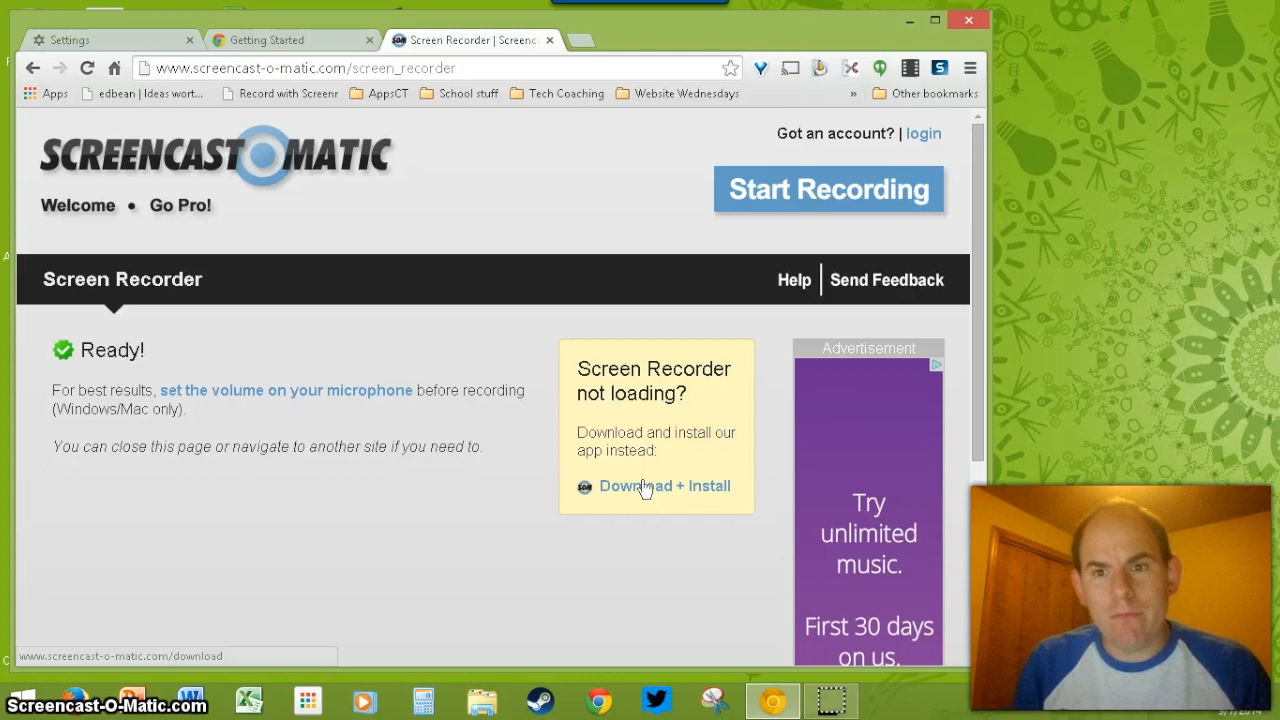 Settings
Getting Started
Screen Recorder | Screenc
www.screencast-o-matic.com/screen_recorder
Apps
edbean | Ideas wort...
Record with Screenr
AppsCT
School stuff
Tech Coaching
Website Wednesdays
»
Other bookmarks
SCREENCAST O MATIC
Got an account? | login
Start Recording
Welcome • Go Pro!
Screen Recorder
Help
Send Feedback
Ready!
For best results, set the volume on your microphone before recording
(Windows/Mac only).
You can close this page or navigate to another site if you need to.
Screen Recorder
not loading?
Download and install our
app instead:
SOM Download + Install
Advertisement
Try
unlimited
music.
First 30 days
on us.
www.screencast-o-matic.com/download
Screencast-O-Matic.com